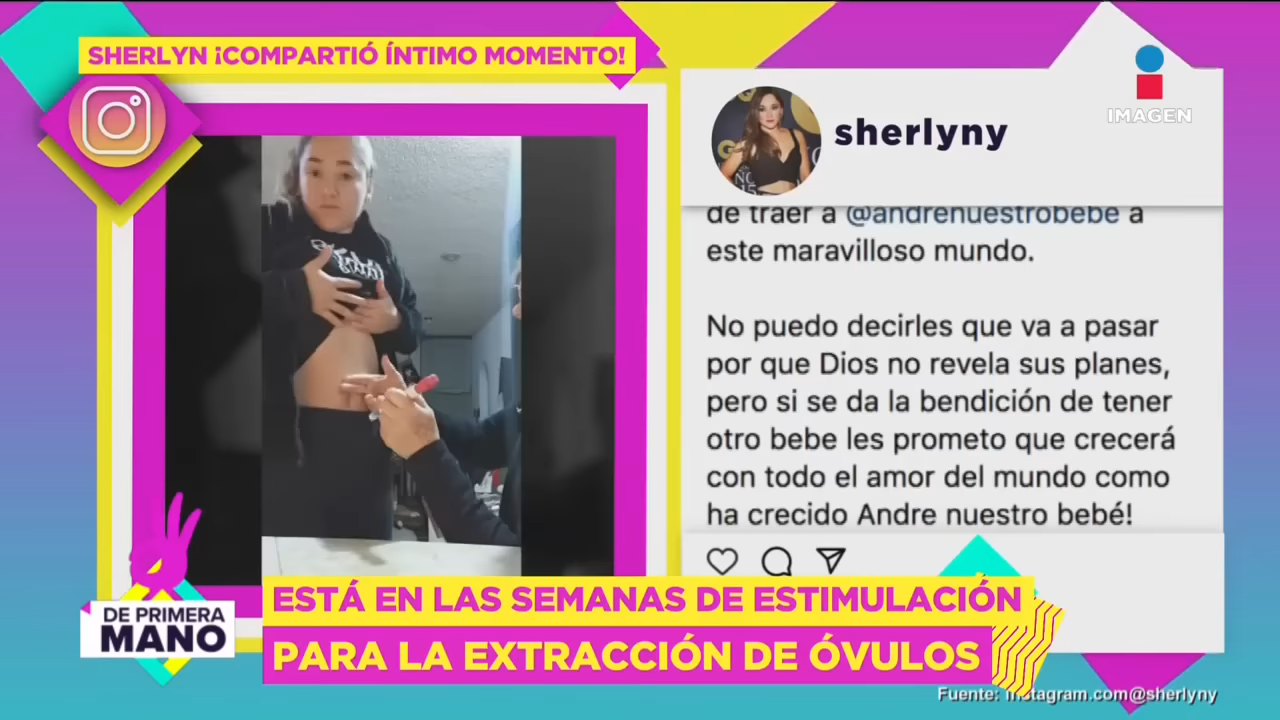 SHERLYN ¡COMPARTIÓ ÍNTIMO MOMENTO!
IMAGEN
sherlyny
de traer a @andrenuestrobebe a
este maravilloso mundo.
No puedo decirles que va a pasar
por que Dios no revela sus planes,
pero si se da la bendición de tener
otro bebe les prometo que crecerá
con todo el amor del mundo como
ha crecido Andre nuestro bebé!
DE PRIMERA
MANO
ESTÁ EN LAS SEMANAS DE ESTIMULACIÓN
PARA LA EXTRACCIÓN DE ÓVULOS
Fuente: Instagram.com@sherlyny